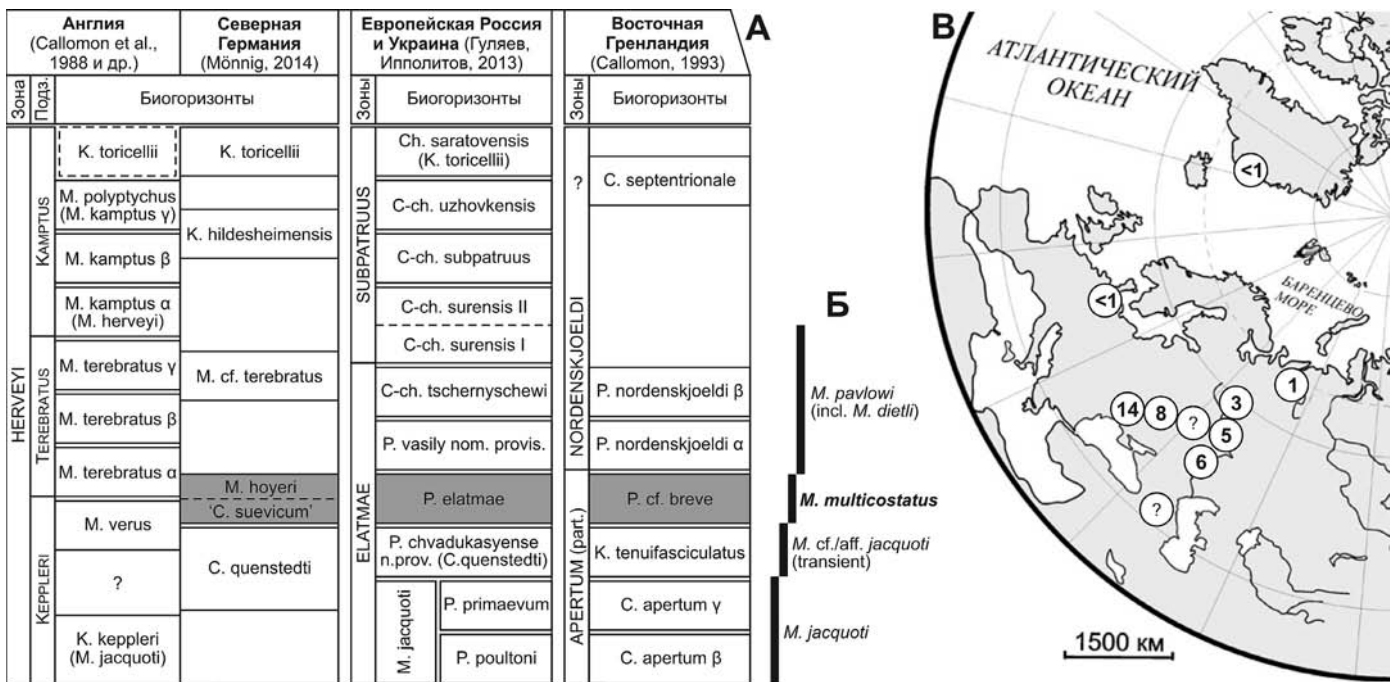 Англия
(Callomon et al.,
1988 и др.)
Северная
Германия
(Mönnig, 2014)
Европейская Россия
и Украина (Гуляев,
Ипполитов, 2013)
Восточная
Гренландия
(Callomon, 1993)
А
Зона
Подз.
Биогоризонты
Зоны
Биогоризонты
Зоны
Биогоризонты
HERVEYI
KAMPTUS
TEREBRATUS
KEPPLERI
K. toricellii
M. polyptychus
(M. kamptus γ)
M. kamptus β
M. kamptus α
(M. herveyi)
M. terebratus γ
M. terebratus β
M. terebratus α
M. verus
?
K. keppleri
(M. jacquoti)
K. toricellii
K. hildesheimensis
M. cf. terebratus
M. hoyeri
'C. suevicum'
C. quenstedti
SUBPATRUUS
ELATMAE
Ch. saratovensis
(K. toricellii)
C-ch. uzhovkensis
C-ch. subpatruus
C-ch. surensis II
C-ch. surensis I
C-ch. tschernyschewi
P. vasily nom. provis.
P. elatmae
P. chvadukasyense
n.prov. (C.quenstedti)
M. jacquoti
P. primaevum
P. poultoni
?
NORDENSKJOELDI
APERTUM (part.)
C. septentrionale
P. nordenskjoeldi β
P. nordenskjoeldi α
P. cf. breve
K. tenuifasciculatus
C. apertum γ
C. apertum β
Б
M. pavlowi
(incl. M. dietli)
M. multicostatus
M. cf./aff. jacquoti
(transient)
M. jacquoti
В
АТЛАНТИЧЕСКИЙ
ОКЕАН
БАРЕНЦЕВО
МОРЕ
<1
<1
1
14
8
?
3
5
6
?
1500 км